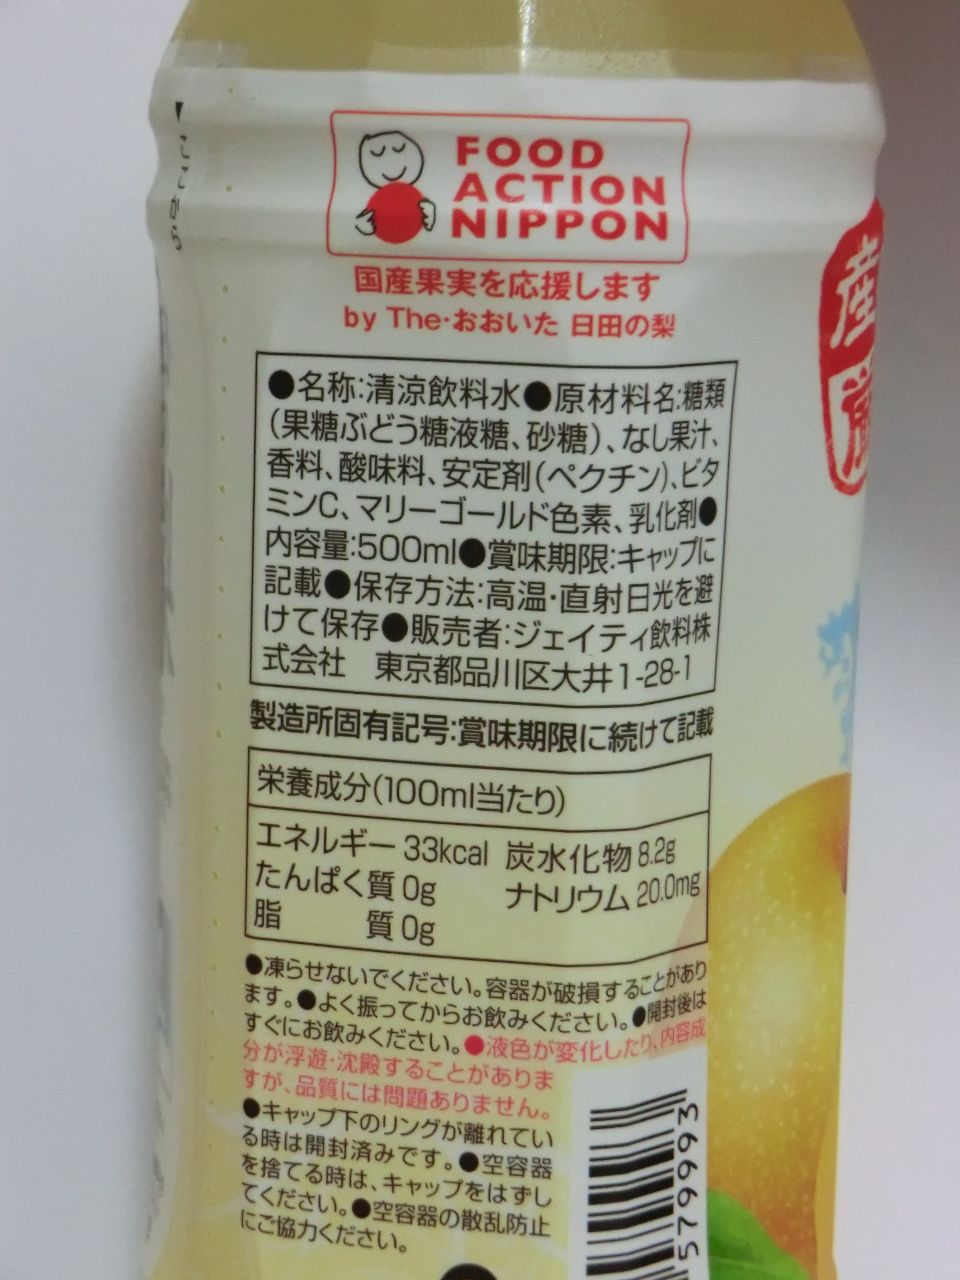 ▼ここから
FOOD
ACTION
NIPPON
国産果実を応援します
by The・おおいた 日田の梨
●名称:清涼飲料水●原材料名:糖類
(果糖ぶどう糖液糖、砂糖)、なし果汁、
香料、酸味料、安定剤(ペクチン)、ビタ
ミンC、マリーゴールド色素、乳化剤●
内容量:500ml●賞味期限:キャップに
記載●保存方法:高温・直射日光を避
けて保存●販売者:ジェイティ飲料株
式会社 東京都品川区大井1-28-1
製造所固有記号:賞味期限に続けて記載
栄養成分(100ml当たり)
エネルギー 33kcal 炭水化物 8.2g
たんぱく質 0g ナトリウム 20.0mg
脂 質 0g
●凍らせないでください。容器が破損することがあり
ます。●よく振ってからお飲みください。●開封後は
すぐにお飲みください。●液色が変化したり、内容成
分が浮遊・沈殿することがありま
すが、品質には問題ありません。
●キャップ下のリングが離れてい
る時は開封済みです。●空容器
を捨てる時は、キャップをはずし
てください。●空容器の散乱防止
にご協力ください。
579993
産